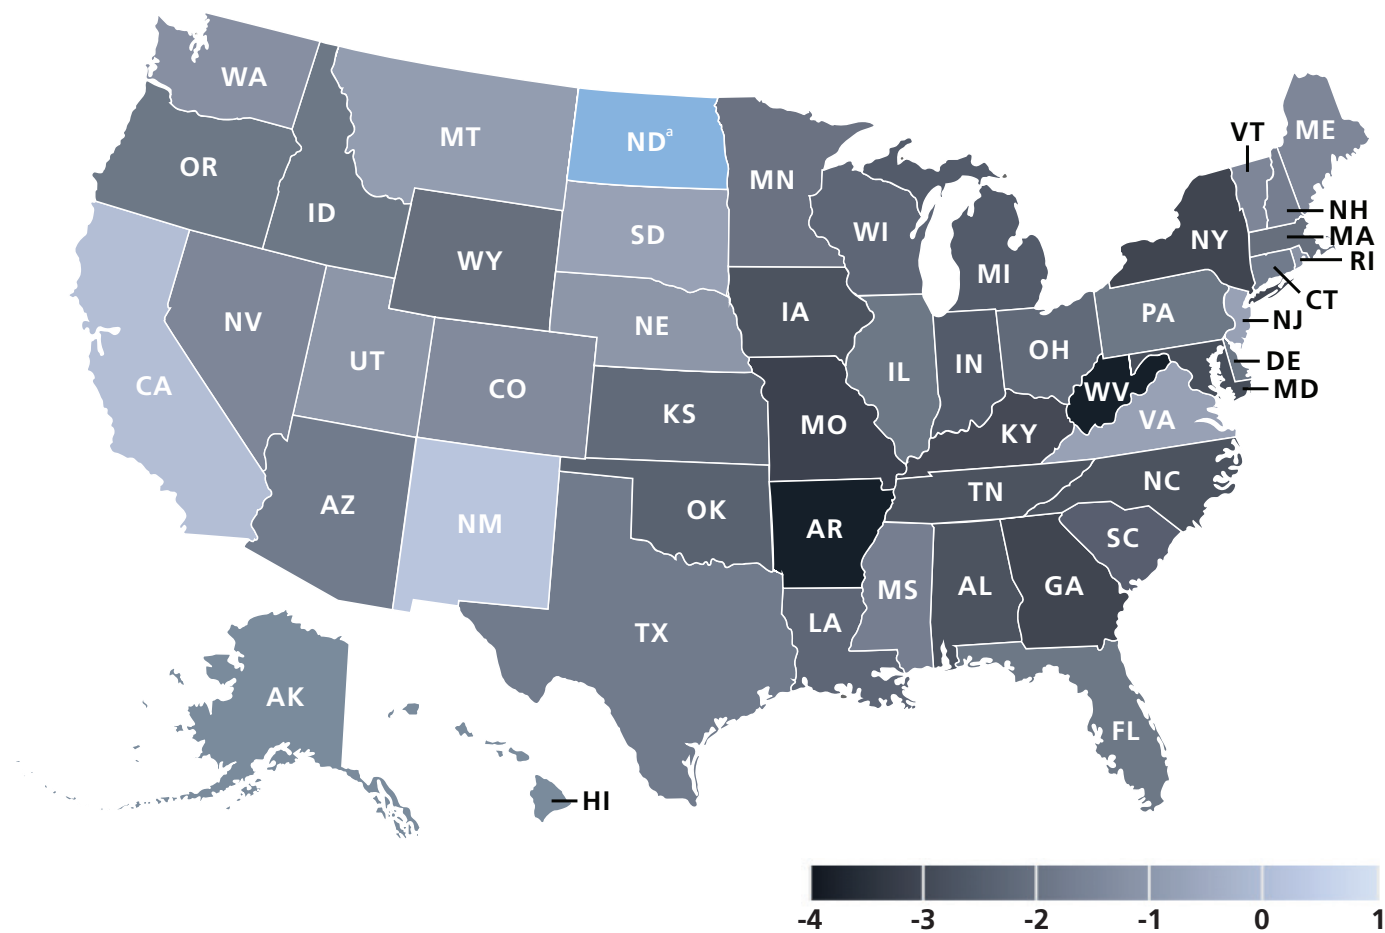 WA
VT
ME
MT
NDᵃ
OR
MN
ID
NH
SD
WI
NY
MA
WY
RI
MI
CT
NV
NE
IA
PA
NJ
UT
OH
DE
CA
CO
IL
IN
WV
MD
KS
MO
KY
VA
AZ
NM
OK
AR
TN
NC
SC
MS
AL
GA
TX
LA
AK
FL
HI
-4 -3 -2 -1 0 1